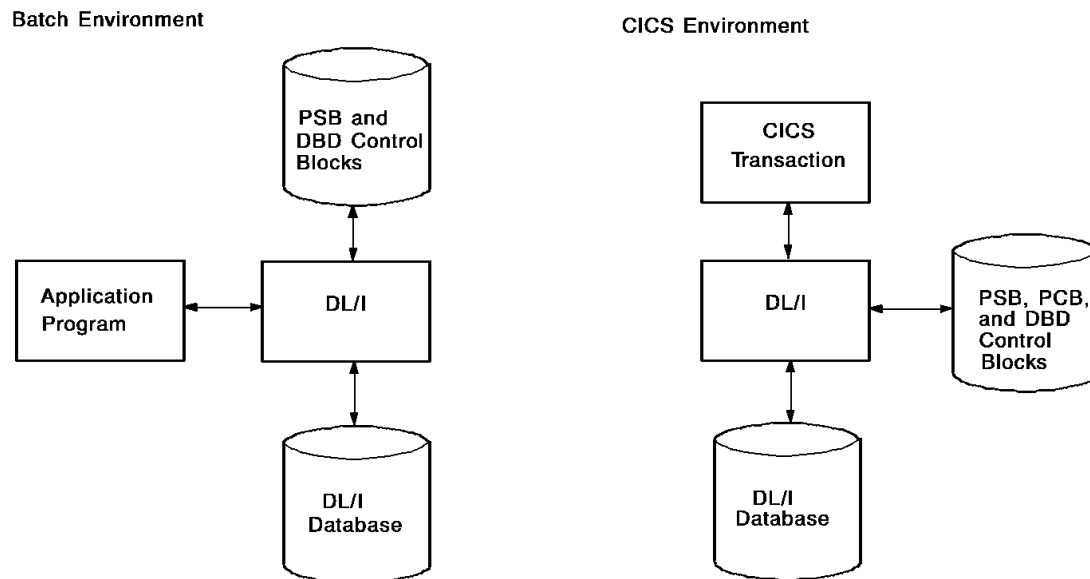 Batch Environment
PSB and
DBD Control
Blocks
Application
Program
DL/I
DL/I
Database
CICS Environment
CICS
Transaction
DL/I
PSB, PCB,
and DBD
Control
Blocks
DL/I
Database